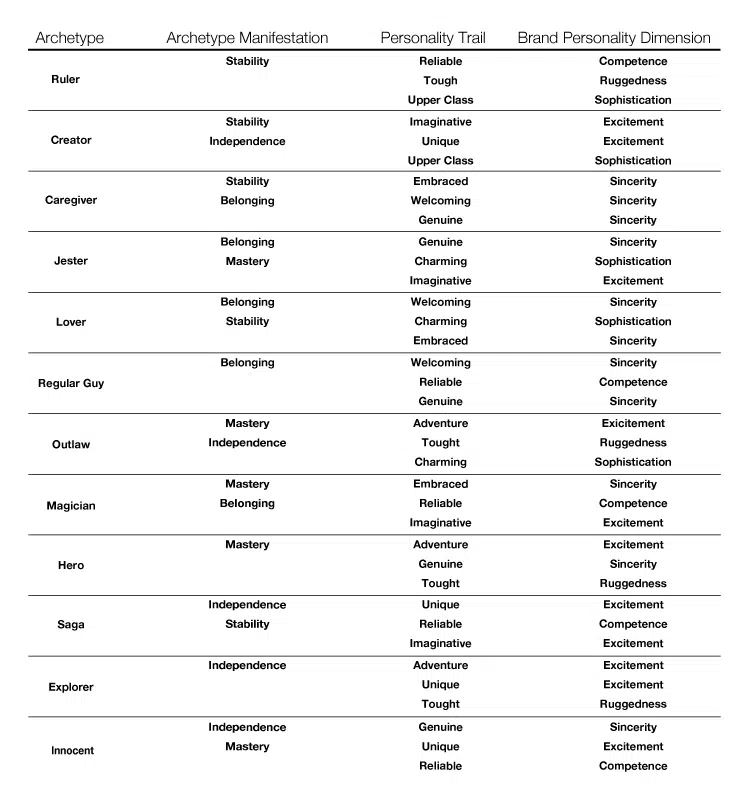 Archetype Archetype Manifestation Personality Trail Brand Personality Dimension
Stability Reliable Competence
Ruler
Tough Ruggedness
Upper Class Sophistication
Stability Imaginative Excitement
Creator
Independence Unique Excitement
Upper Class Sophistication
Stability Embraced Sincerity
Caregiver
Belonging Welcoming Sincerity
Genuine Sincerity
Belonging Genuine Sincerity
Jester
Mastery Charming Sophistication
Imaginative Excitement
Belonging Welcoming Sincerity
Lover
Stability Charming Sophistication
Embraced Sincerity
Belonging Welcoming Sincerity
Regular Guy
Reliable Competence
Genuine Sincerity
Mastery Adventure Exicitement
Outlaw
Independence Tought Ruggedness
Charming Sophistication
Mastery Embraced Sincerity
Magician
Belonging Reliable Competence
Imaginative Excitement
Mastery Adventure Excitement
Hero
Genuine Sincerity
Tought Ruggedness
Independence Unique Excitement
Saga
Stability Reliable Competence
Imaginative Excitement
Independence Adventure Excitement
Explorer
Unique Excitement
Tought Ruggedness
Independence Genuine Sincerity
Innocent
Mastery Unique Excitement
Reliable Competence